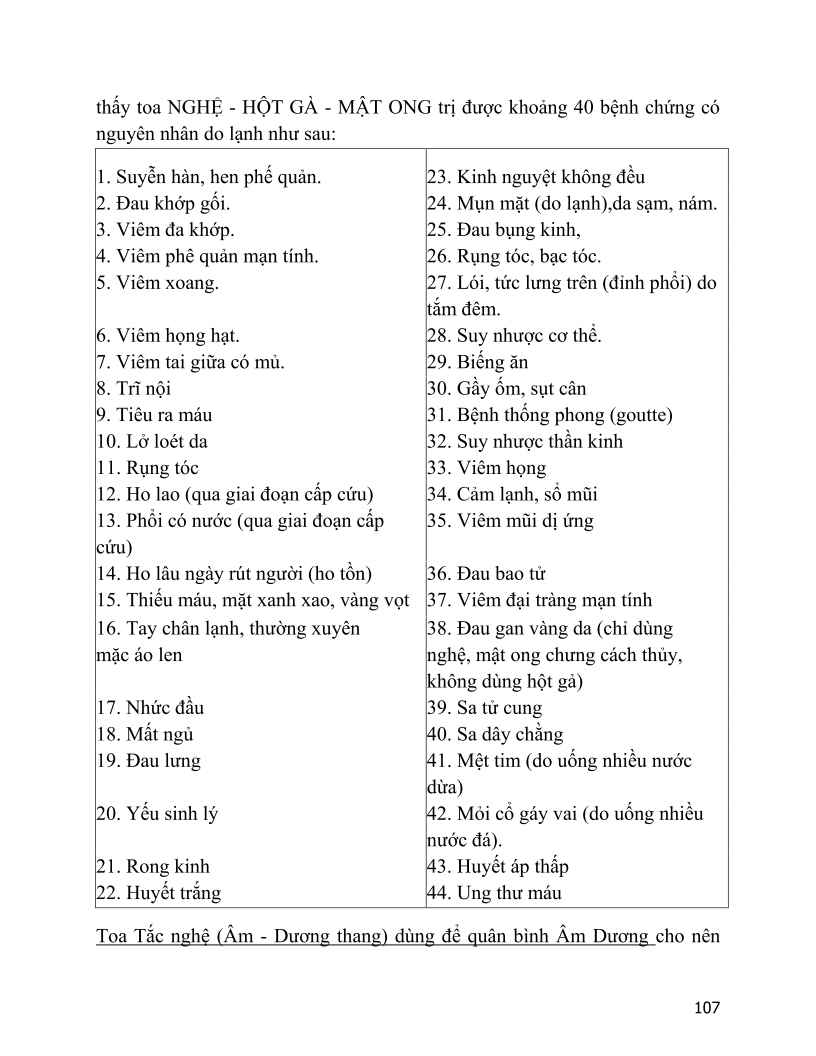 thấy toa NGHỆ - HỘT GÀ - MẬT ONG trị được khoảng 40 bệnh chứng có
nguyên nhân do lạnh như sau:
1. Suyễn hàn, hen phế quản.
2. Đau khớp gối.
3. Viêm đa khớp.
4. Viêm phê quản mạn tính.
5. Viêm xoang.
6. Viêm họng hạt.
7. Viêm tai giữa có mủ.
8. Trĩ nội
9. Tiêu ra máu
10. Lở loét da
11. Rụng tóc
12. Ho lao (qua giai đoạn cấp cứu)
13. Phổi có nước (qua giai đoạn cấp
cứu)
14. Ho lâu ngày rút người (ho tồn)
15. Thiếu máu, mặt xanh xao, vàng vọt
16. Tay chân lạnh, thường xuyên
mặc áo len
17. Nhức đầu
18. Mất ngủ
19. Đau lưng
20. Yếu sinh lý
21. Rong kinh
22. Huyết trắng
23. Kinh nguyệt không đều
24. Mụn mặt (do lạnh),da sạm, nám.
25. Đau bụng kinh,
26. Rụng tóc, bạc tóc.
27. Lói, tức lưng trên (đỉnh phổi) do
tắm đêm.
28. Suy nhược cơ thể.
29. Biếng ăn
30. Gầy ốm, sụt cân
31. Bệnh thống phong (goutte)
32. Suy nhược thần kinh
33. Viêm họng
34. Cảm lạnh, sổ mũi
35. Viêm mũi dị ứng
36. Đau bao tử
37. Viêm đại tràng mạn tính
38. Đau gan vàng da (chỉ dùng
nghệ, mật ong chưng cách thủy,
không dùng hột gả)
39. Sa tử cung
40. Sa dây chằng
41. Mệt tim (do uống nhiều nước
dừa)
42. Mỏi cổ gáy vai (do uống nhiều
nước đá).
43. Huyết áp thấp
44. Ung thư máu
Toa Tắc nghệ (Âm - Dương thang) dùng để quân bình Âm Dương cho nên
107